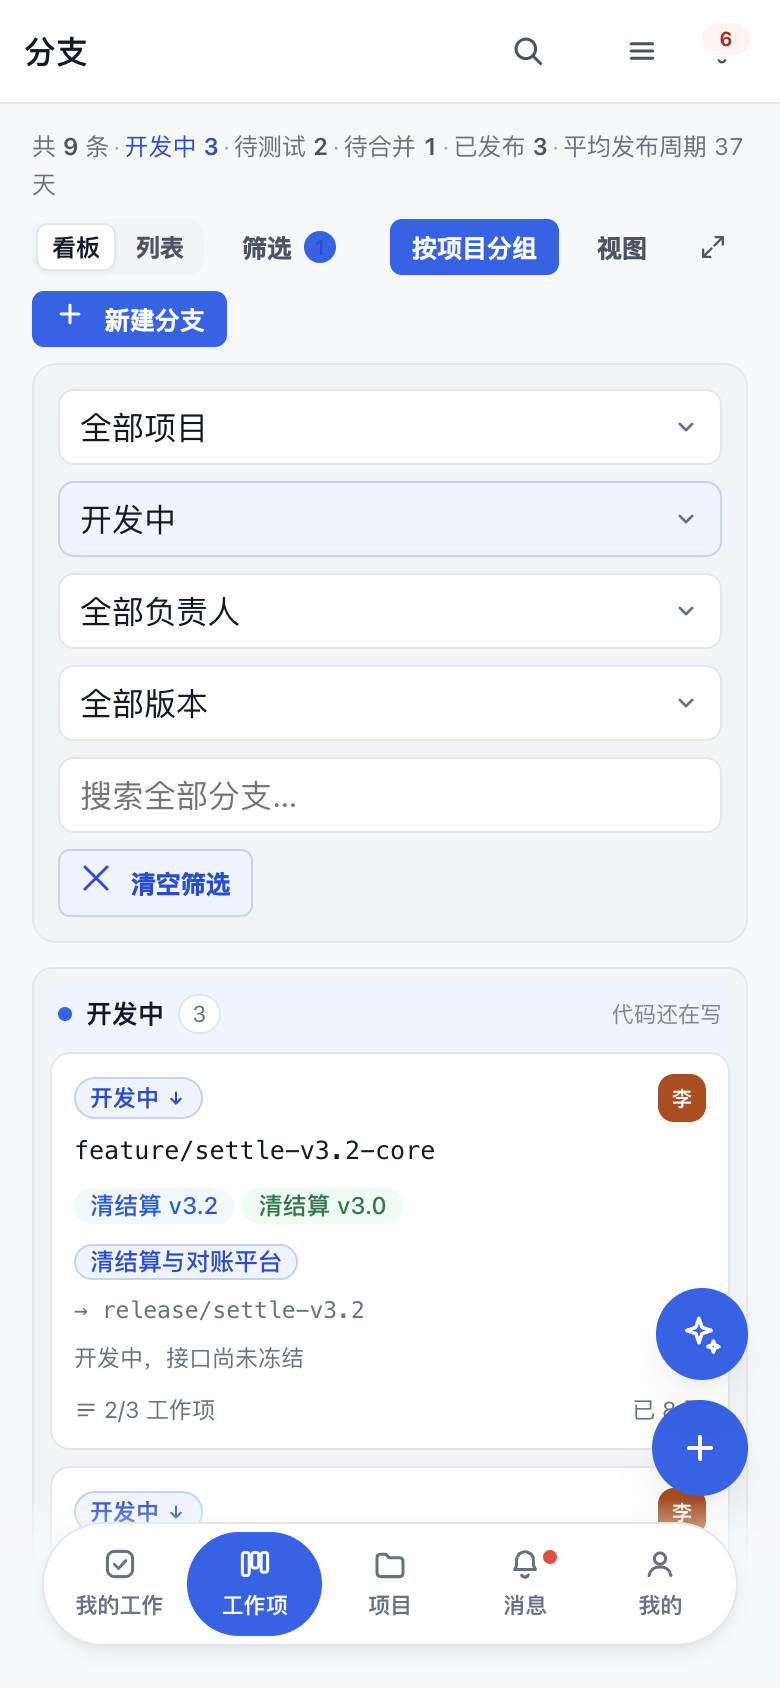 分支
6
共 9 条 · 开发中 3 · 待测试 2 · 待合并 1 · 已发布 3 · 平均发布周期 37
天
看板 列表 筛选 1 按项目分组 视图
新建分支
全部项目
开发中
全部负责人
全部版本
搜索全部分支...
清空筛选
开发中 3 代码还在写
开发中 ↓ 李
feature/settle-v3.2-core
清结算 v3.2 清结算 v3.0
清结算与对账平台
→ release/settle-v3.2
开发中，接口尚未冻结
2/3 工作项 已
开发中 ↓ 李
我的工作 工作项 项目 消息 我的